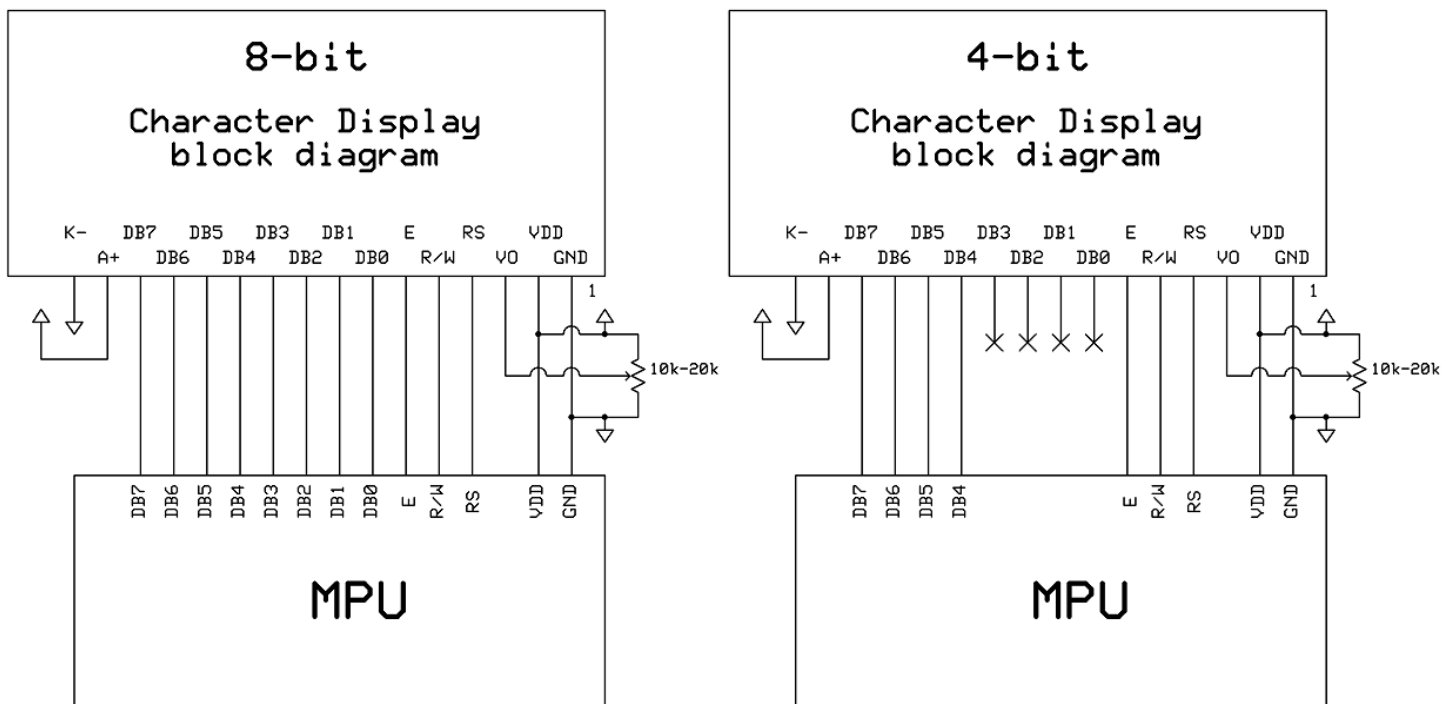 8-bit
Character Display
block diagram
K- DB7 DB5 DB3 DB1 E RS VDD
A+ DB6 DB4 DB2 DB0 R/W VO GND
1
10k-20k
DB7 DB6 DB5 DB4 DB3 DB2 DB1 DB0 E R/W RS VDD GND
MPU
4-bit
Character Display
block diagram
K- DB7 DB5 DB3 DB1 E RS VDD
A+ DB6 DB4 DB2 DB0 R/W VO GND
1
10k-20k
DB7 DB6 DB5 DB4 E R/W RS VDD GND
MPU